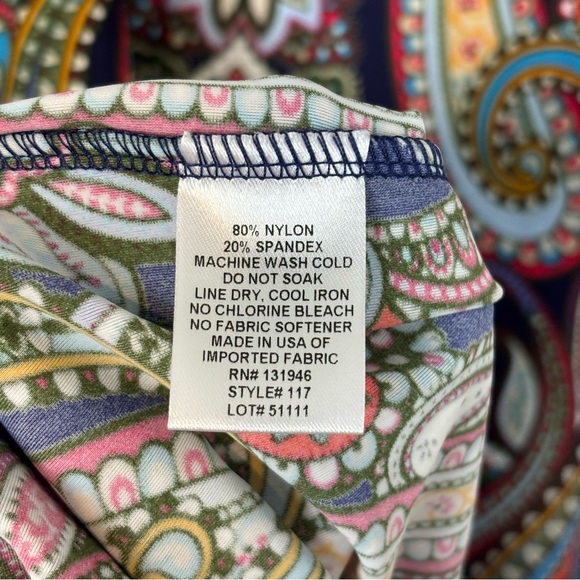 80% NYLON
20% SPANDEX
MACHINE WASH COLD
DO NOT SOAK
LINE DRY, COOL IRON
NO CHLORINE BLEACH
NO FABRIC SOFTENER
MADE IN USA OF
IMPORTED FABRIC
RN# 131946
STYLE# 117
LOT# 51111